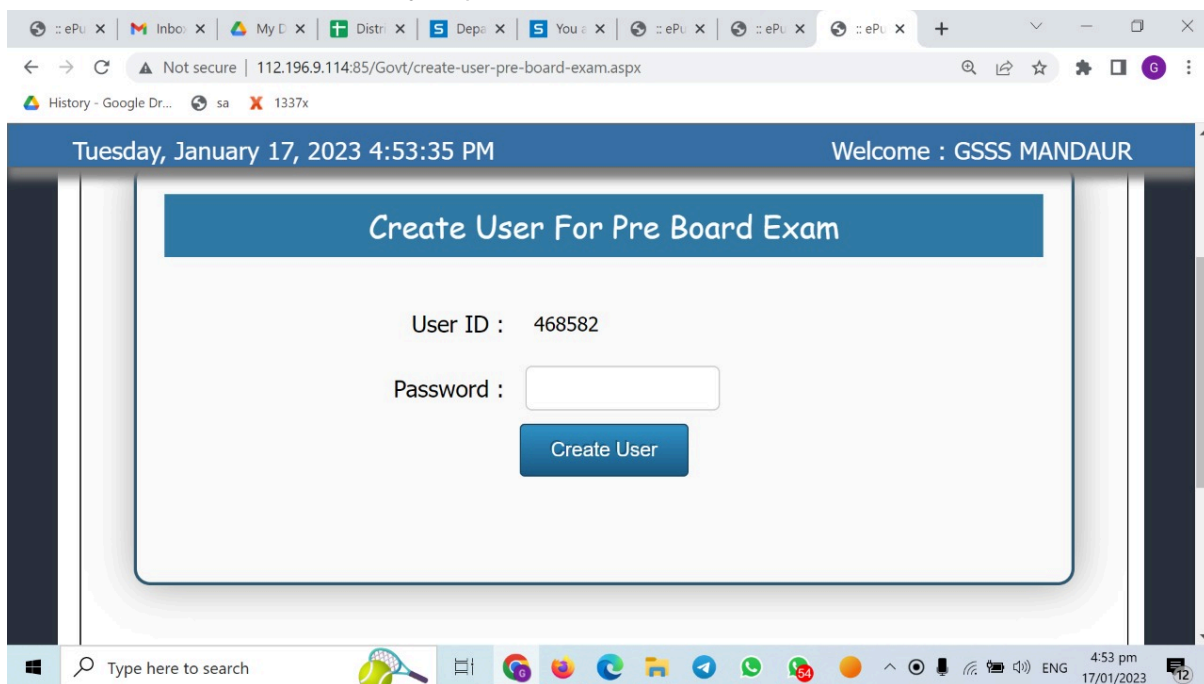 :: ePu
Inbo
My D
Distri
Depa
You a
:: ePu
:: ePu
:: ePu
Not secure | 112.196.9.114:85/Govt/create-user-pre-board-exam.aspx
G
History - Google Dr...
sa
1337x
Tuesday, January 17, 2023 4:53:35 PM
Welcome : GSSS MANDAUR
Create User For Pre Board Exam
User ID : 468582
Password :
Create User
Type here to search
54
ENG
4:53 pm
17/01/2023
12